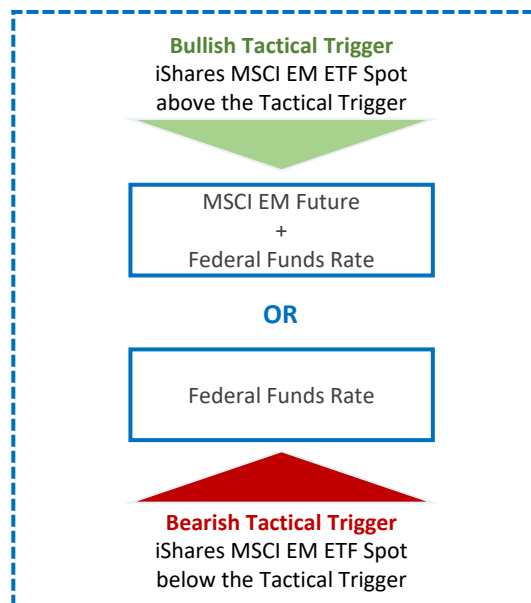 Bullish Tactical Trigger
iShares MSCI EM ETF Spot
above the Tactical Trigger
MSCI EM Future
+
Federal Funds Rate
OR
Federal Funds Rate
Bearish Tactical Trigger
iShares MSCI EM ETF Spot
below the Tactical Trigger